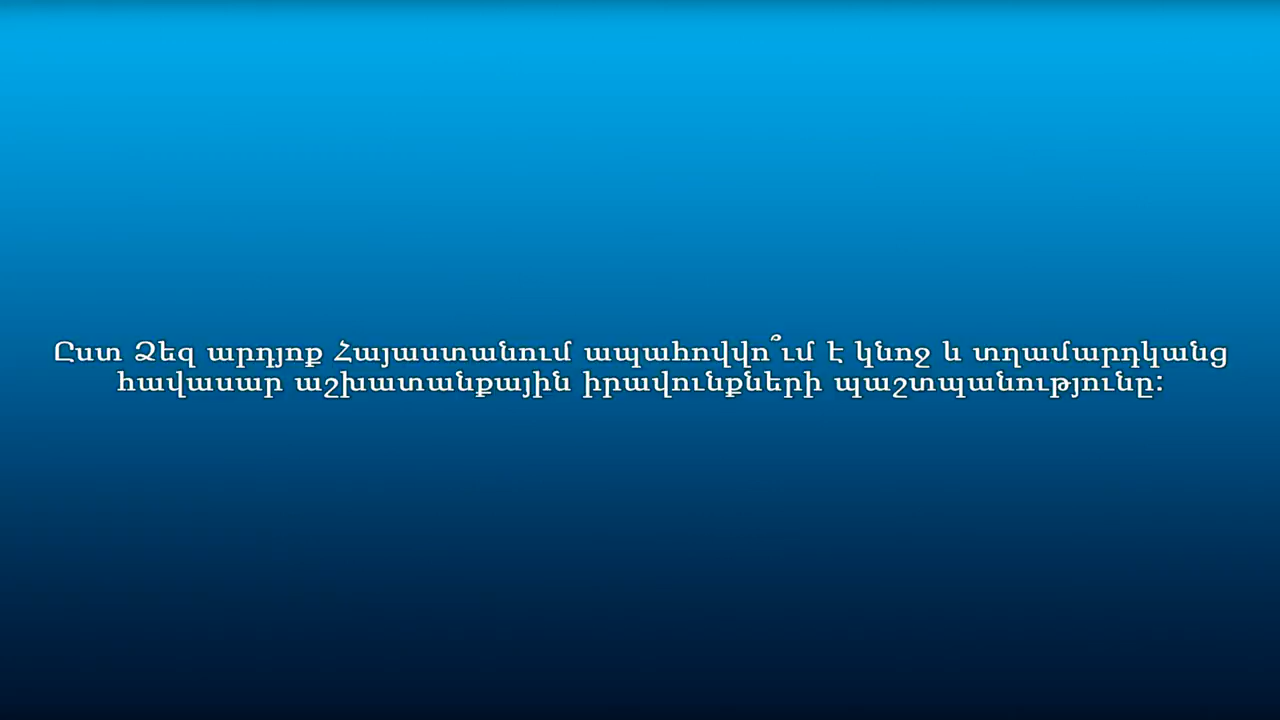 Ըստ Ձեզ արդյոք Հայաստանում ապահովվո՞ւմ է կնոջ և տղամարդկանց
հավասար աշխատանքային իրավունքների պաշտպանությունը: